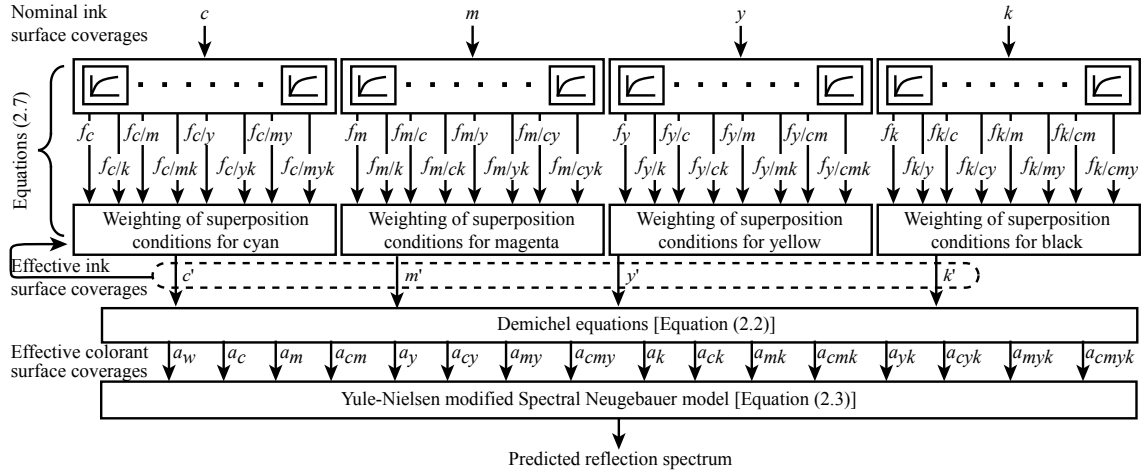 Nominal ink
surface coverages
c
m
y
k
Equations (2.7)
fc
fc/m
fc/y
fc/my
fm
fm/c
fm/y
fm/cy
fy
fy/c
fy/m
fy/cm
fk
fk/c
fk/m
fk/cm
fc/k
fc/mk
fc/yk
fc/myk
fm/k
fm/ck
fm/yk
fm/cyk
fy/k
fy/ck
fy/mk
fy/cmk
fk/y
fk/cy
fk/my
fk/cmy
Weighting of superposition
conditions for cyan
Weighting of superposition
conditions for magenta
Weighting of superposition
conditions for yellow
Weighting of superposition
conditions for black
Effective ink
surface coverages
c'
m'
y'
k'
Demichel equations [Equation (2.2)]
Effective colorant
surface coverages
aw
ac
am
acm
ay
acy
amy
acmy
ak
ack
amk
acmk
ayk
acyk
amyk
acmyk
Yule-Nielsen modified Spectral Neugebauer model [Equation (2.3)]
Predicted reflection spectrum